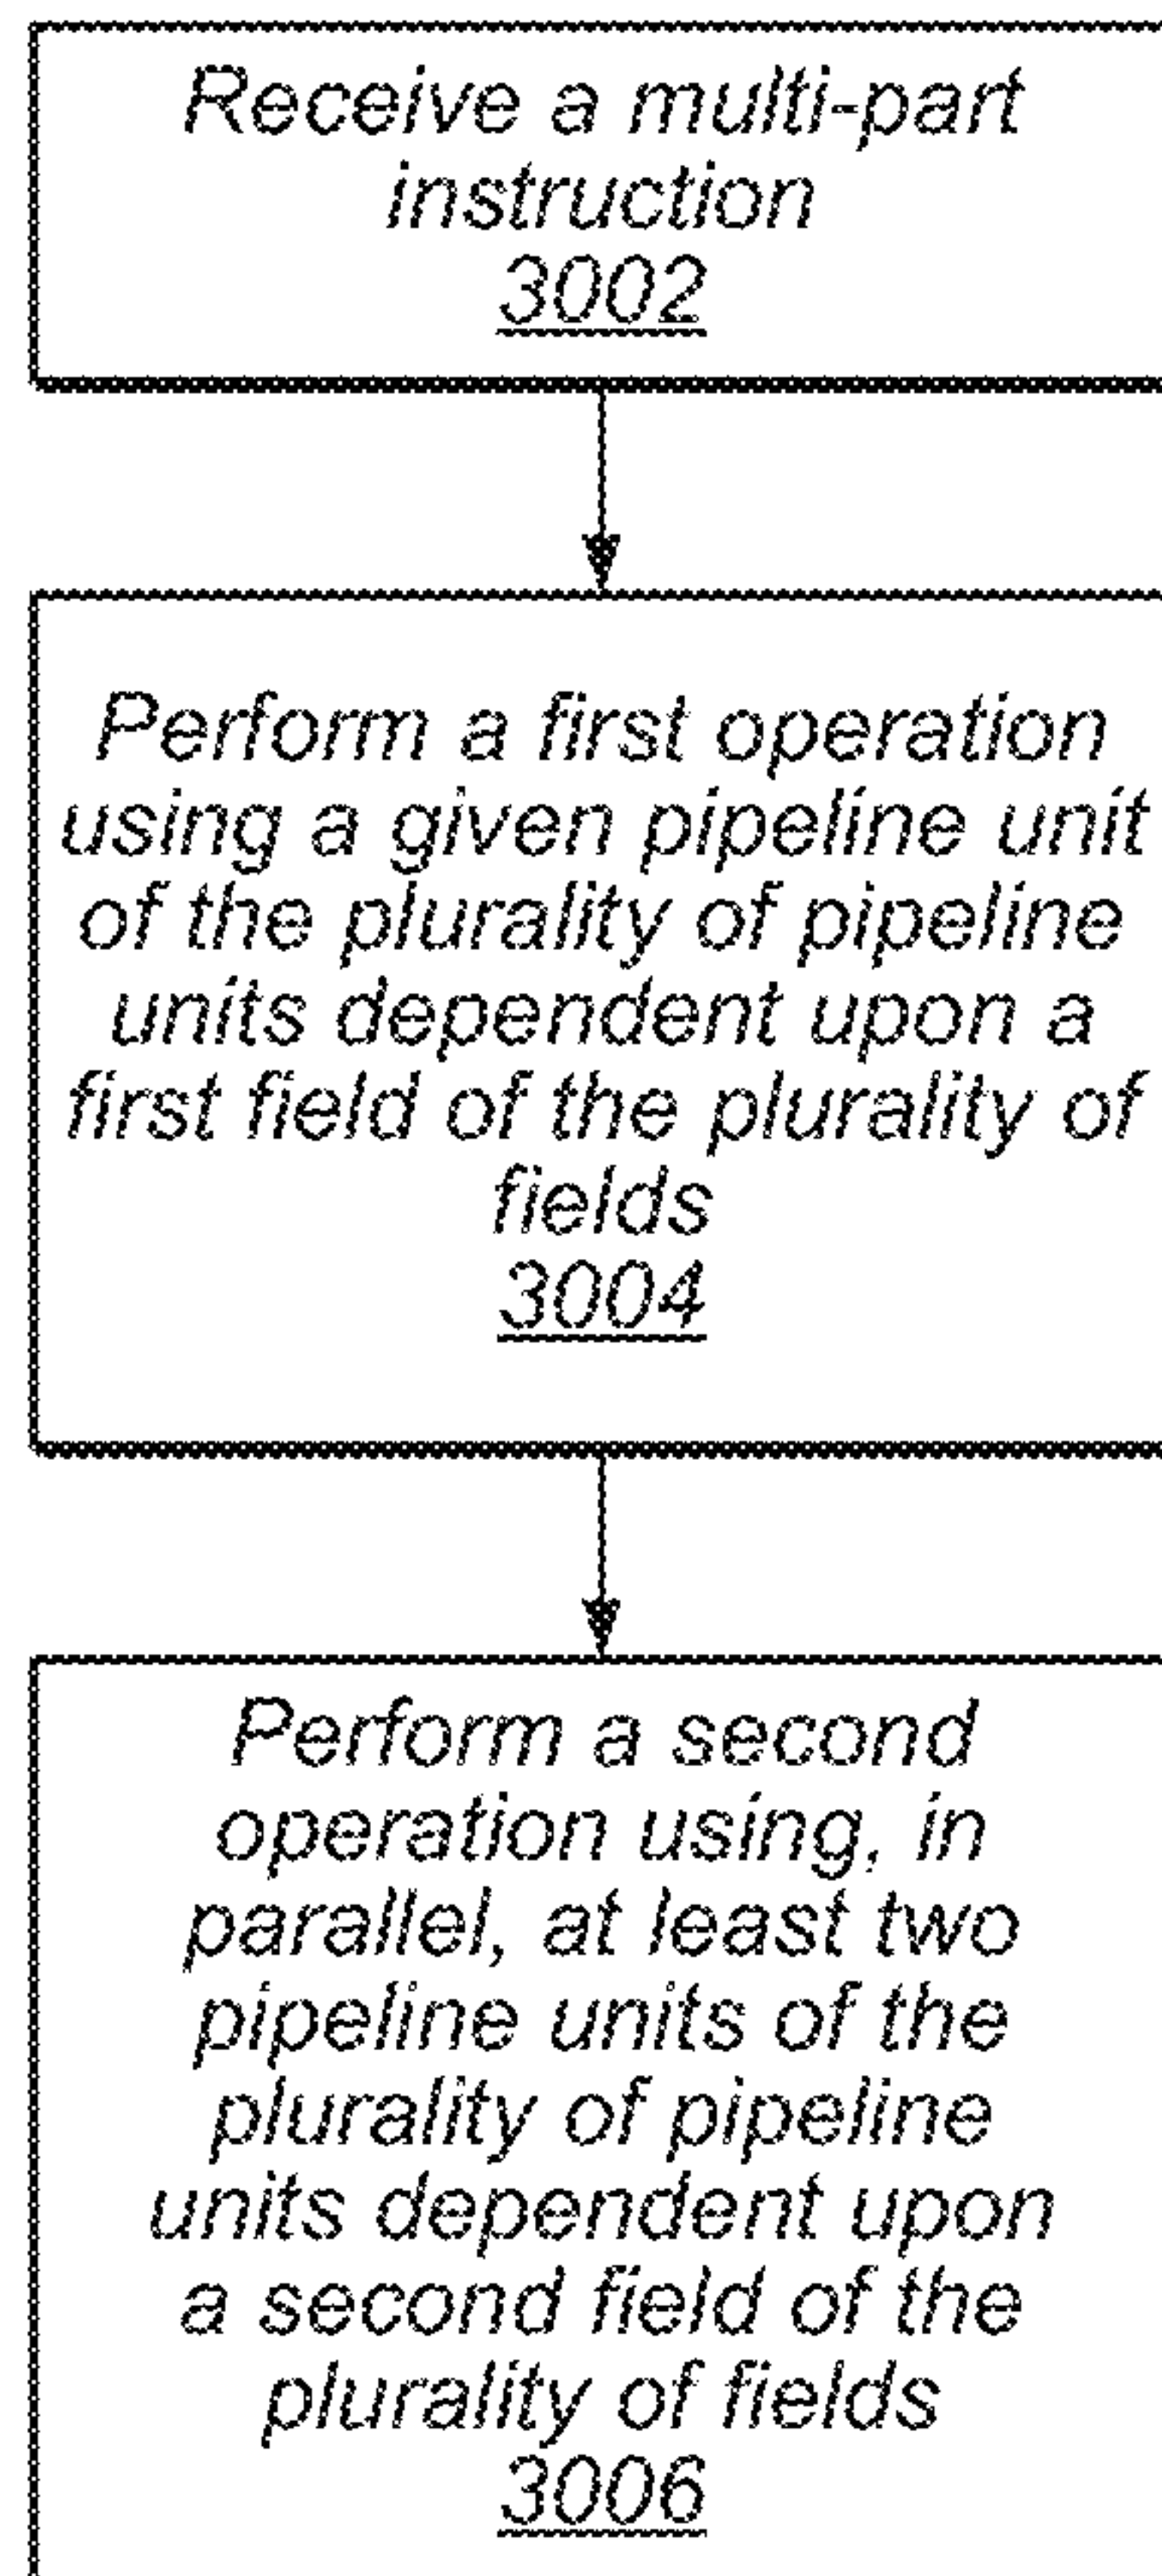 Receive a multi-part
instruction
3002
Perform a first operation
using a given pipeline unit
of the plurality of pipeline
units dependent upon a
first field of the plurality of
fields
3004
Perform a second
operation using, in
parallel, at least two
pipeline units of the
plurality of pipeline
units dependent upon
a second field of the
plurality of fields
3006